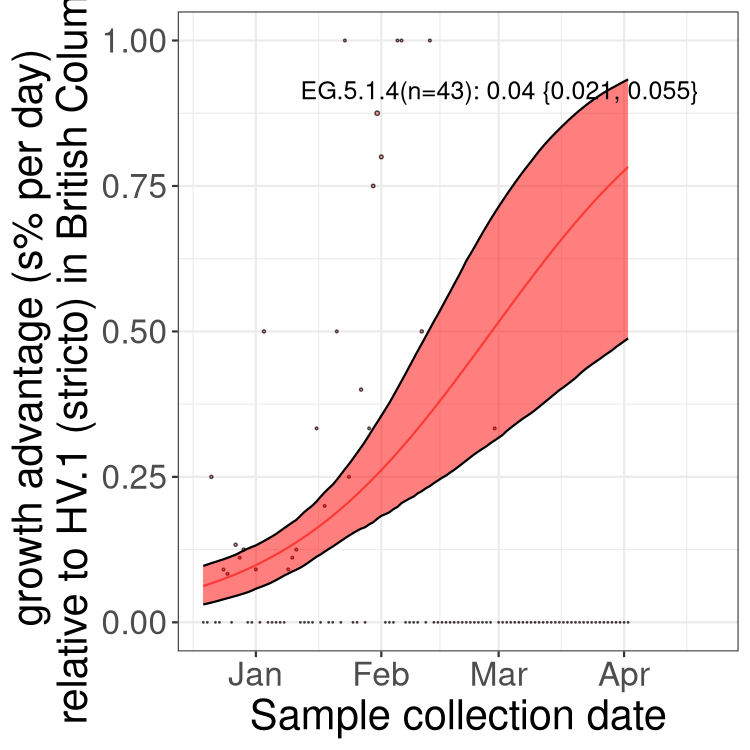 growth advantage (s% per day)
relative to HV.1 (stricto) in British Colum
1.00
0.75
0.50
0.25
0.00
EG.5.1.4(n=43): 0.04 {0.021, 0.055}
Jan Feb Mar Apr
Sample collection date